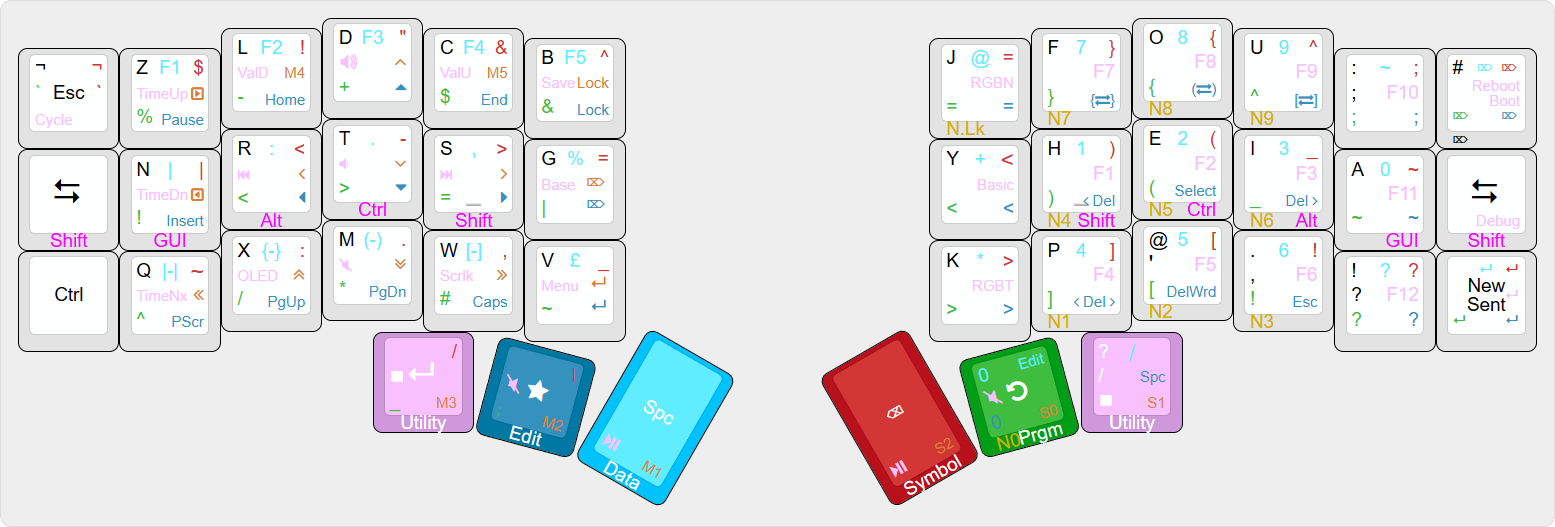 ¬ ¬
` Esc `
Cycle
Z F1 $
TimeUp
% Pause
L F2 !
ValD M4
- Home
D F3 "
+
C F4 &
ValU M5
$ End
B F5 ^
Save Lock
& Lock
J @ =
RGBN
= =
N.Lk
F 7 }
F7
} {⇄}
N7
O 8 {
F8
{ (⇄)
N8
U 9 ^
F9
^ [⇄]
N9
: ~ ;
; F10
; ;
# ⌦ ⌦
Reboot
Boot
⌦ ⌦
⌦
⇆
Shift
N | |
TimeDn
! Insert
GUI
R : <
⏮ <
<
Alt
T . -
>
Ctrl
S , >
⏭ >
= _
Shift
G % =
Base ⌦
| ⌦
Y + <
Basic
< <
H 1 )
F1
) _ <Del
N4 Shift
E 2 (
F2
( Select
N5 Ctrl
I 3 _
F3
_ Del>
N6 Alt
A 0 ~
F11
~ ~
GUI
⇆
Debug
Shift
Ctrl
Q |-| ~
TimeNx «
^ PScr
X {-} :
OLED
/ PgUp
M (-) .
* PgDn
W [-] ,
Scrlk »
# Caps
V £ _
Menu ↵
~ ↵
K * >
RGBT
> >
P 4 ]
F4
] <Del>
N1
@ 5 [
' F5
[ DelWrd
N2
. 6 !
, F6
! Esc
N3
! ? ?
? F12
? ?
↵ ↵
New
Sent
↵ ↵
/
_ M3
Utility
|
: M2
Edit
Spc
M1
Data
⌫
S2
Symbol
0 Edit
0 S0
N0 Prgm
? /
/ Spc
S1
Utility